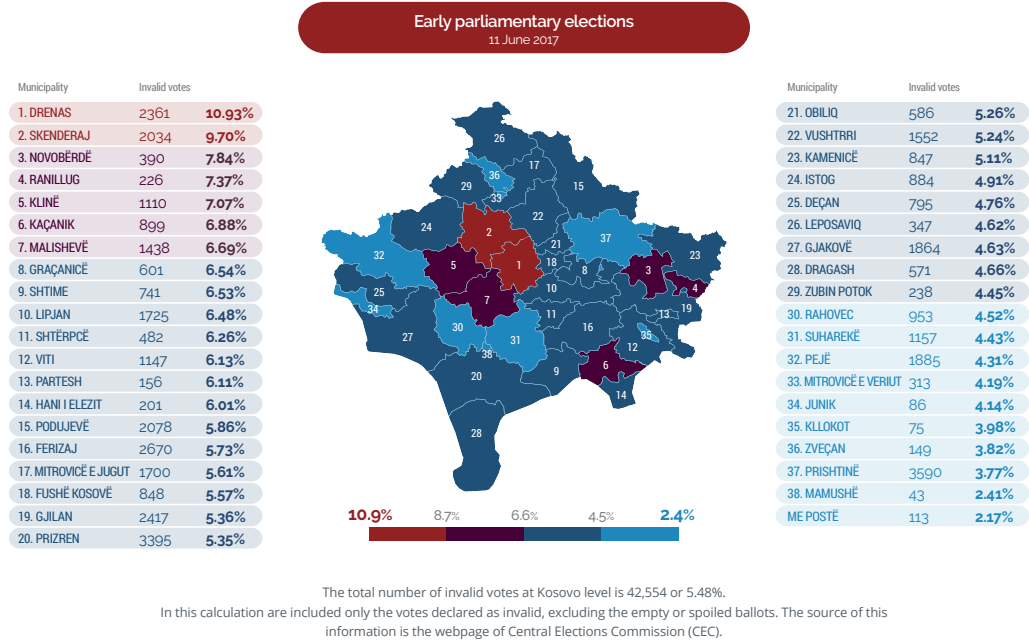 Early parliamentary elections
11 June 2017
Municipality Invalid votes
1. DRENAS 2361 10.93%
2. SKENDERAJ 2034 9.70%
3. NOVOBËRDË 390 7.84%
4. RANILLUG 226 7.37%
5. KLINË 1110 7.07%
6. KAÇANIK 899 6.88%
7. MALISHEVË 1438 6.69%
8. GRAÇANICË 601 6.54%
9. SHTIME 741 6.53%
10. LIPJAN 1725 6.48%
11. SHTËRPCË 482 6.26%
12. VITI 1147 6.13%
13. PARTESH 156 6.11%
14. HANI I ELEZIT 201 6.01%
15. PODUJEVË 2078 5.86%
16. FERIZAJ 2670 5.73%
17. MITROVICË E JUGUT 1700 5.61%
18. FUSHË KOSOVË 848 5.57%
19. GJILAN 2417 5.36%
20. PRIZREN 3395 5.35%
26
17
36
29
33
15
2
22
24
37
21
32
5
1
18
8
3
23
4
25
7
10
34
19
13
11
30
16
27
31
35
38
12
20
9
6
14
28
10.9% 8.7% 6.6% 4.5% 2.4%
Municipality Invalid votes
21. OBILIQ 586 5.26%
22. VUSHTRRI 1552 5.24%
23. KAMENICË 847 5.11%
24. ISTOG 884 4.91%
25. DEÇAN 795 4.76%
26. LEPOSAVIQ 347 4.62%
27. GJAKOVË 1864 4.63%
28. DRAGASH 571 4.66%
29. ZUBIN POTOK 238 4.45%
30. RAHOVEC 953 4.52%
31. SUHAREKË 1157 4.43%
32. PEJË 1885 4.31%
33. MITROVICË E VERIUT 313 4.19%
34. JUNIK 86 4.14%
35. KLLOKOT 75 3.98%
36. ZVEÇAN 149 3.82%
37. PRISHTINË 3590 3.77%
38. MAMUSHË 43 2.41%
ME POSTË 113 2.17%
The total number of invalid votes at Kosovo level is 42,554 or 5.48%.
In this calculation are included only the votes declared as invalid, excluding the empty or spoiled ballots. The source of this
information is the webpage of Central Elections Commission (CEC).